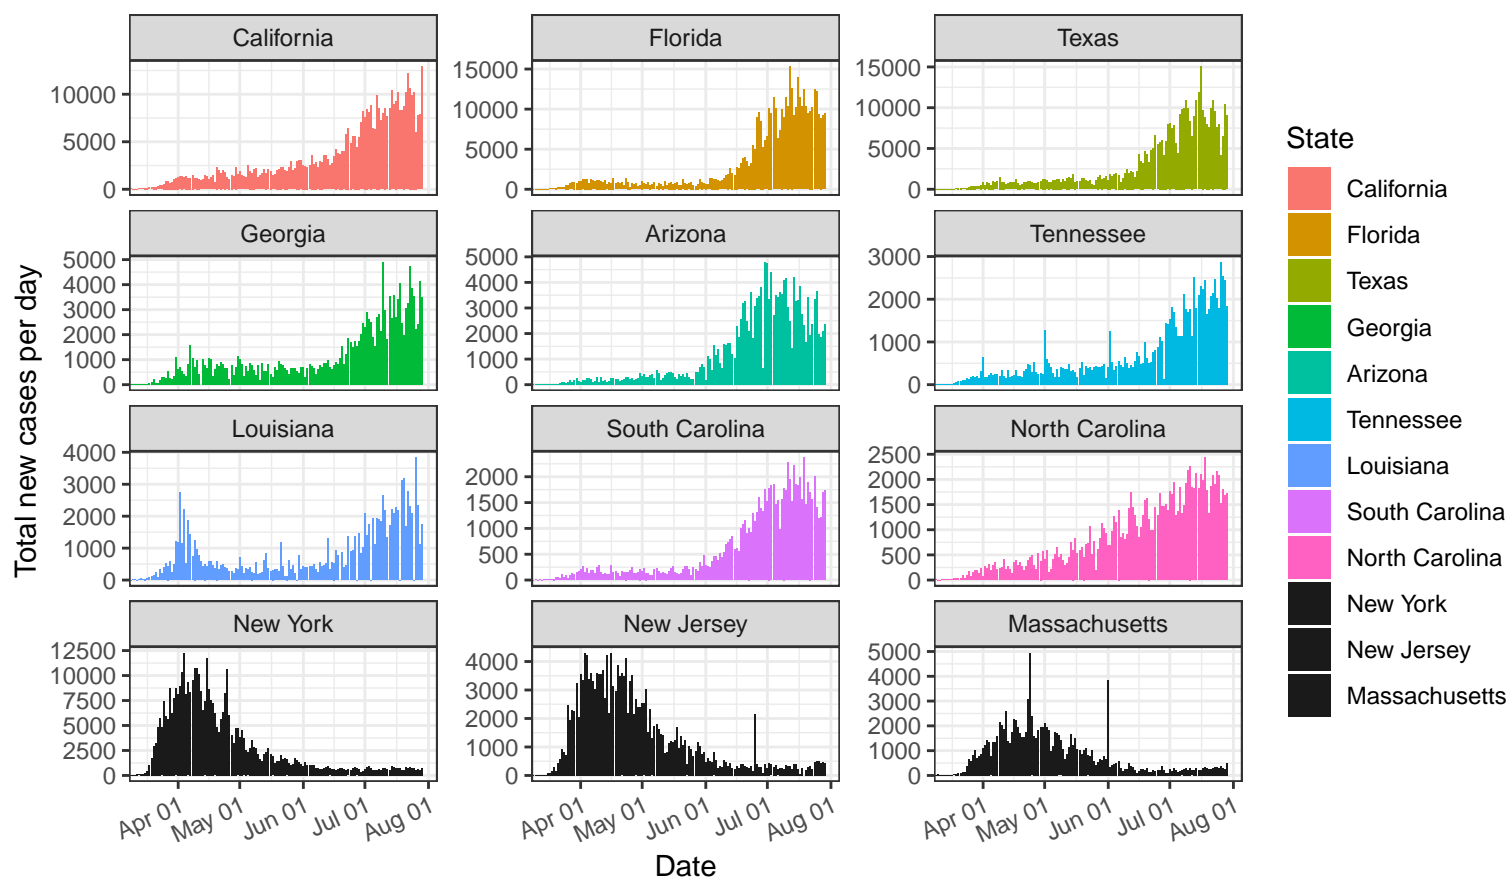 California
Florida
Texas
10000
5000
0
15000
10000
5000
0
15000
10000
5000
0
Georgia
Arizona
Tennessee
5000
4000
3000
2000
1000
0
5000
4000
3000
2000
1000
0
3000
2000
1000
0
Louisiana
South Carolina
North Carolina
4000
3000
2000
1000
0
2000
1500
1000
500
0
2500
2000
1500
1000
500
0
New York
New Jersey
Massachusetts
12500
10000
7500
5000
2500
0
4000
3000
2000
1000
0
5000
4000
3000
2000
1000
0
Apr 01
May 01
Jun 01
Jul 01
Aug 01
Apr 01
May 01
Jun 01
Jul 01
Aug 01
Apr 01
May 01
Jun 01
Jul 01
Aug 01
Total new cases per day
Date
State
California
Florida
Texas
Georgia
Arizona
Tennessee
Louisiana
South Carolina
North Carolina
New York
New Jersey
Massachusetts